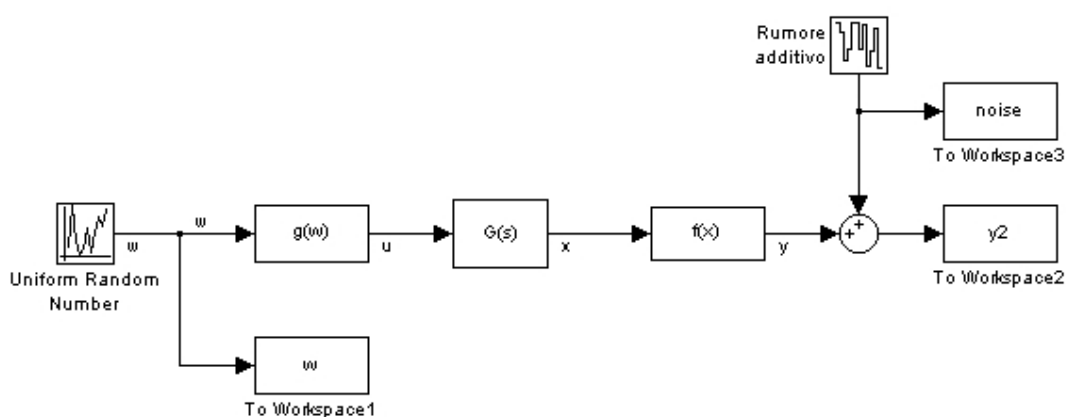 Rumore
additivo
noise
To Workspace3
w
w
g(w)
u
G(s)
x
f(x)
y
+
+
y2
To Workspace2
Uniform Random
Number
w
To Workspace1